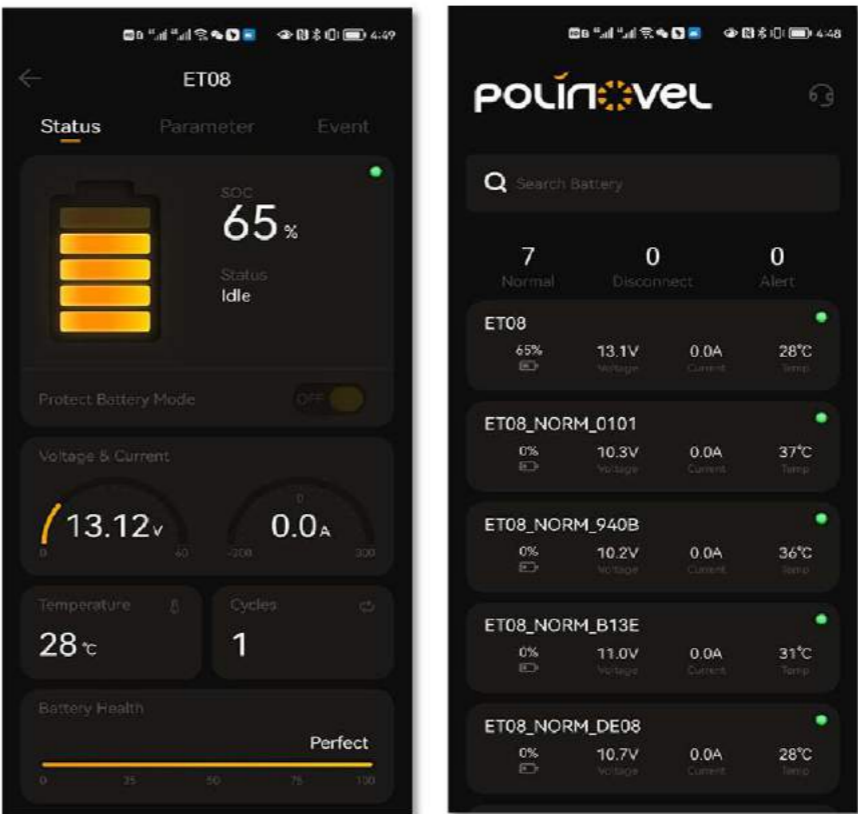 4:49
ET08
Status
Parameter
Event
SOC
65 %
Status
Idle
Protect Battery Mode
OFF
Voltage & Current
13.12 V
0
60
0
0.0 A
-300
300
Temperature
Cycles
28 °C
1
Battery Health
Perfect
0 25 50 75 100
4:48
POLINOVEL
Search Battery
7 0 0
Normal Disconnect Alert
ET08
65% 13.1V 0.0A 28°C
Voltage Current Temp
ET08_NORM_0101
0% 10.3V 0.0A 37°C
Voltage Current Temp
ET08_NORM_940B
0% 10.2V 0.0A 36°C
Voltage Current Temp
ET08_NORM_B13E
0% 11.0V 0.0A 31°C
Voltage Current Temp
ET08_NORM_DE08
0% 10.7V 0.0A 28°C
Voltage Current Temp